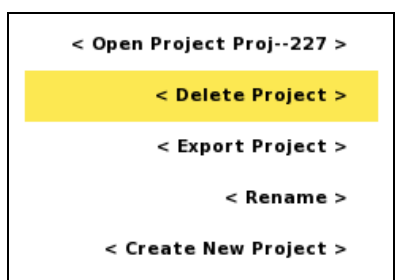 < Open Project Proj--227 >
< Delete Project >
< Export Project >
< Rename >
< Create New Project >